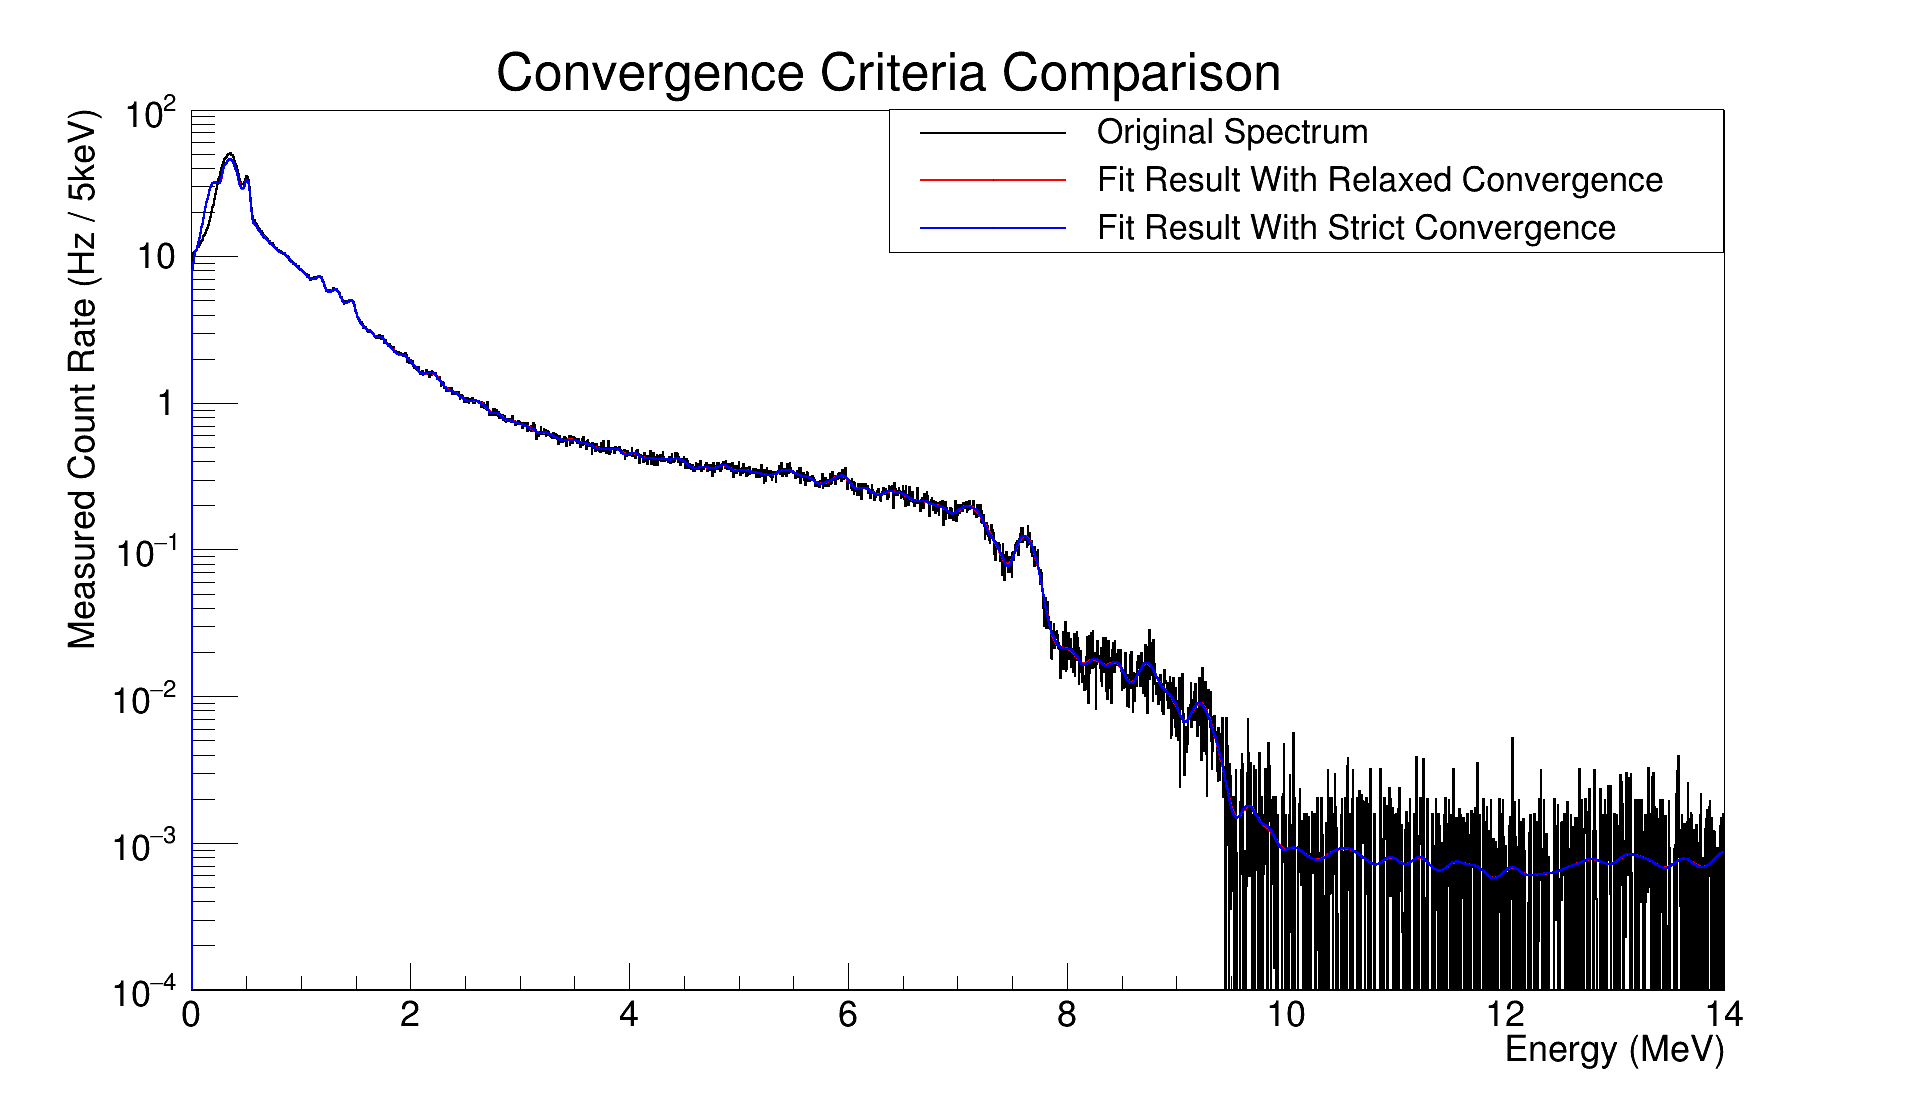 Convergence Criteria Comparison
Original Spectrum
Fit Result With Relaxed Convergence
Fit Result With Strict Convergence
Measured Count Rate (Hz / 5keV)
10²
10
1
10⁻¹
10⁻²
10⁻³
10⁻⁴
0 2 4 6 8 10 12 14
Energy (MeV)